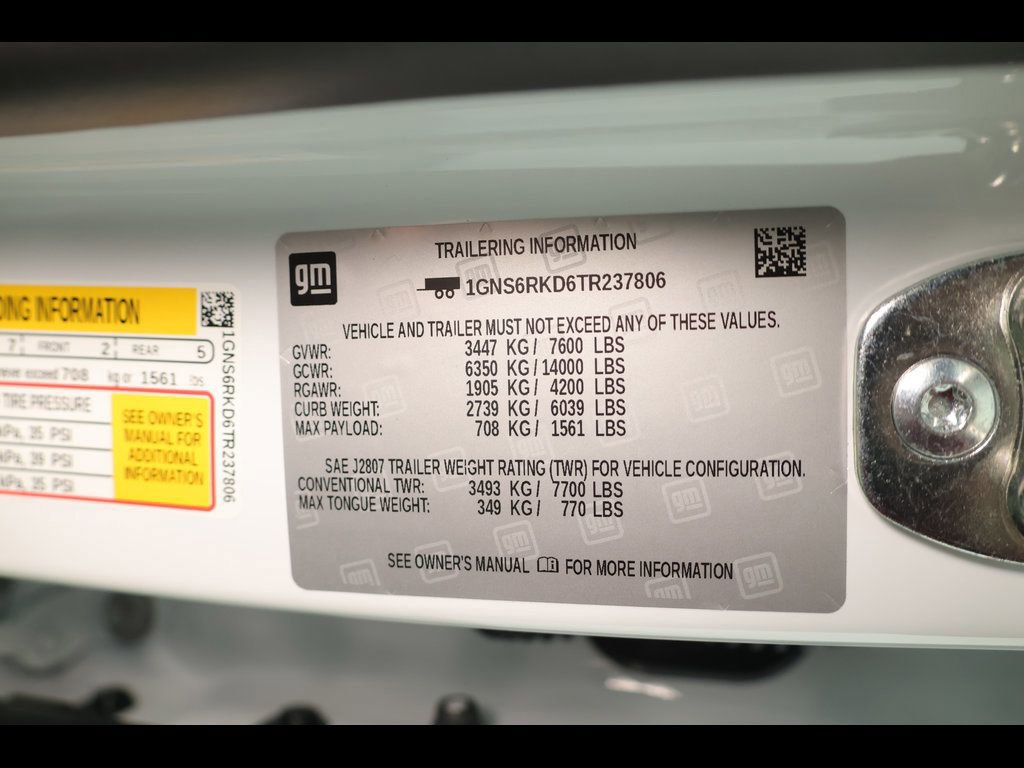 DING INFORMATION
7 FRONT 2 REAR 5
exceed 708 kg or 1561 lbs
TIRE PRESSURE
kPa, 35 PSI
kPa, 39 PSI
kPa, 35 PSI
SEE OWNER'S
MANUAL FOR
ADDITIONAL
INFORMATION
1GNS6RKD6TR237806
gm
TRAILERING INFORMATION
1GNS6RKD6TR237806
VEHICLE AND TRAILER MUST NOT EXCEED ANY OF THESE VALUES.
GVWR: 3447 KG / 7600 LBS
GCWR: 6350 KG / 14000 LBS
RGAWR: 1905 KG / 4200 LBS
CURB WEIGHT: 2739 KG / 6039 LBS
MAX PAYLOAD: 708 KG / 1561 LBS
SAE J2807 TRAILER WEIGHT RATING (TWR) FOR VEHICLE CONFIGURATION.
CONVENTIONAL TWR: 3493 KG / 7700 LBS
MAX TONGUE WEIGHT: 349 KG / 770 LBS
SEE OWNER'S MANUAL FOR MORE INFORMATION